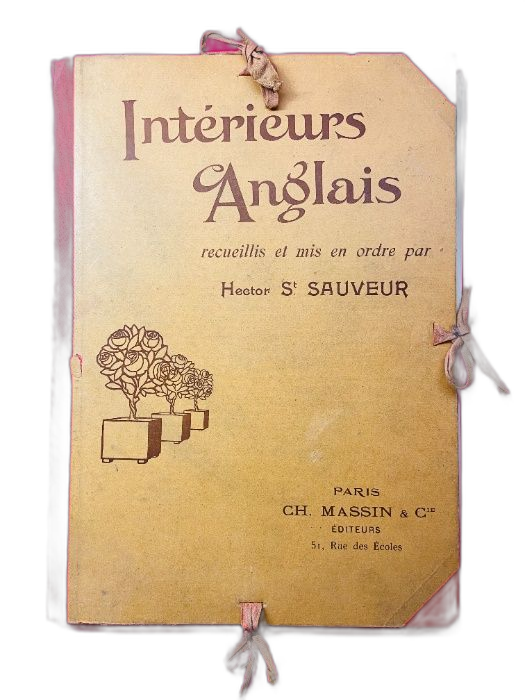 Intérieurs
Anglais
recueillis et mis en ordre par
Hector St SAUVEUR
PARIS
CH. MASSIN & CIE
ÉDITEURS
51, Rue des Écoles